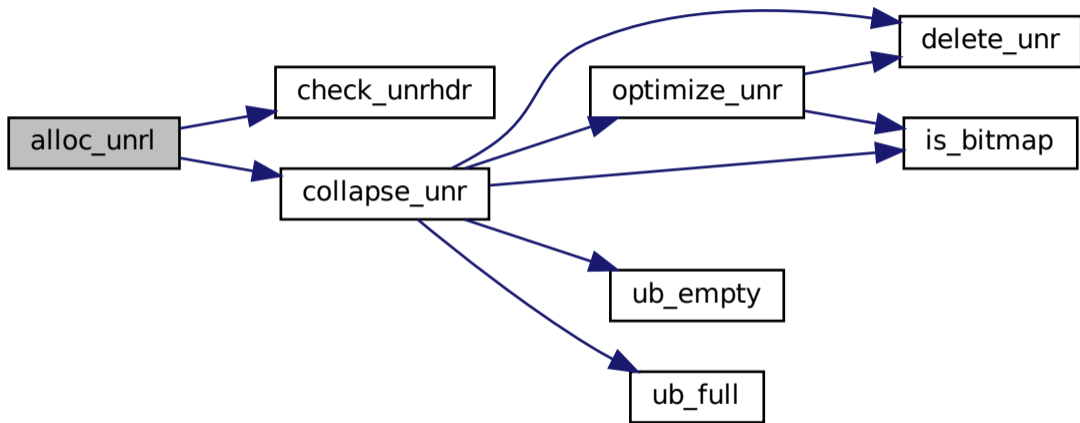 alloc_unrl
check_unrhdr
collapse_unr
optimize_unr
delete_unr
is_bitmap
ub_empty
ub_full